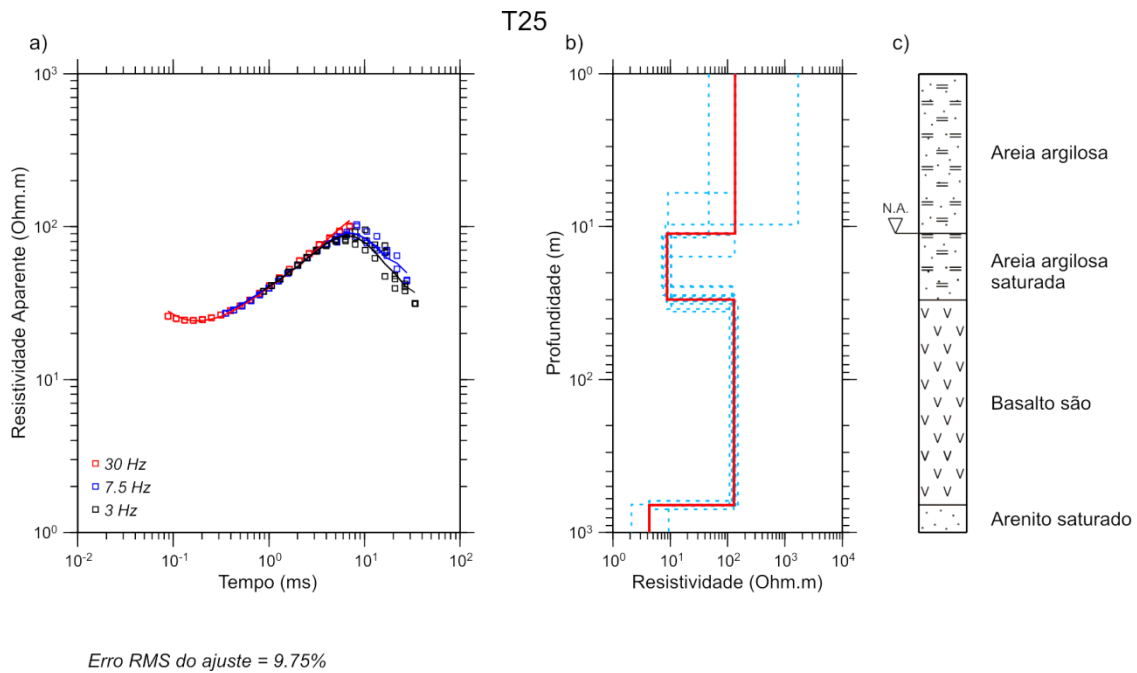 T25
a)
b)
c)
10^3
10^2
10^1
10^0
Resistividade Aparente (Ohm.m)
30 Hz
7.5 Hz
3 Hz
10^-2
10^-1
10^0
10^1
10^2
Tempo (ms)
10^0
10^1
10^2
10^3
Profundidade (m)
10^0
10^1
10^2
10^3
10^4
Resistividade (Ohm.m)
N.A.
Areia argilosa
Areia argilosa
saturada
Basalto são
Arenito saturado
Erro RMS do ajuste = 9.75%